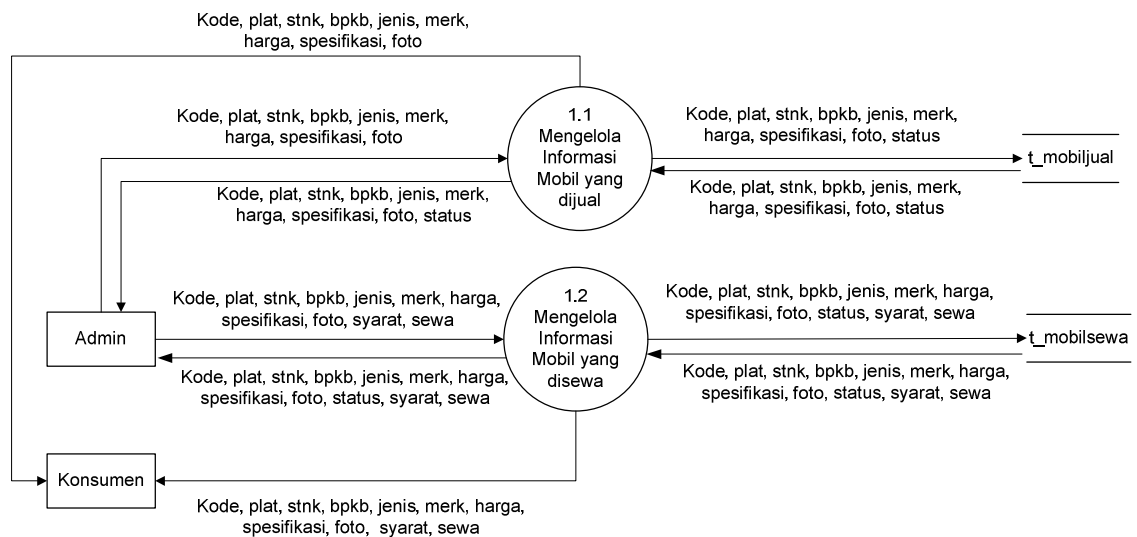 Kode, plat, stnk, bpkb, jenis, merk,
harga, spesifikasi, foto
Kode, plat, stnk, bpkb, jenis, merk,
harga, spesifikasi, foto
1.1
Mengelola
Informasi
Mobil yang
dijual
Kode, plat, stnk, bpkb, jenis, merk,
harga, spesifikasi, foto, status
t_mobiljual
Kode, plat, stnk, bpkb, jenis, merk,
harga, spesifikasi, foto, status
Kode, plat, stnk, bpkb, jenis, merk,
harga, spesifikasi, foto, status
Admin
Kode, plat, stnk, bpkb, jenis, merk, harga,
spesifikasi, foto, syarat, sewa
1.2
Mengelola
Informasi
Mobil yang
disewa
Kode, plat, stnk, bpkb, jenis, merk, harga,
spesifikasi, foto, status, syarat, sewa
t_mobilsewa
Kode, plat, stnk, bpkb, jenis, merk, harga,
spesifikasi, foto, status, syarat, sewa
Kode, plat, stnk, bpkb, jenis, merk, harga,
spesifikasi, foto, status, syarat, sewa
Konsumen
Kode, plat, stnk, bpkb, jenis, merk, harga,
spesifikasi, foto, syarat, sewa